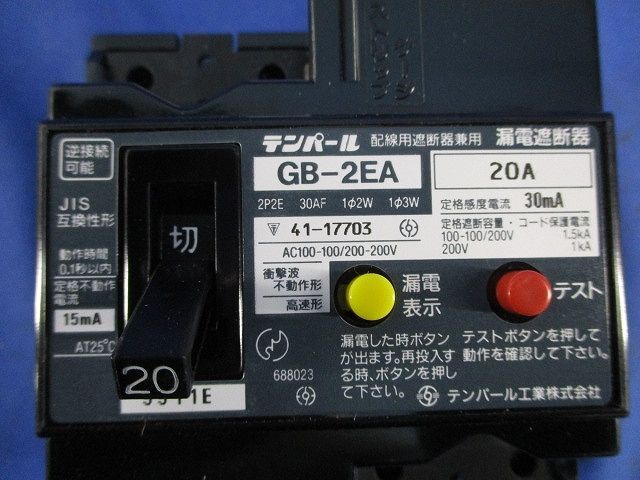 逆接続
可能
JIS
互換性形
動作時間
0.1秒以内
定格不動作
電流
15mA
AT25℃
切
20
テンパール 配線用遮断器兼用 漏電遮断器
GB-2EA
20A
2P2E 30AF 1φ2W 1φ3W
定格感度電流 30mA
41-17703
AC100-100/200-200V
定格遮断容量・コード保護電流
100-100/200V 1.5kA
200V 1kA
衝撃波
不動作形
高速形
漏電
表示
テスト
688023
漏電した時ボタン
が出ます。再投入す
る時、ボタンを押し
て下さい。
テストボタンを押して
動作を確認して下さい。
テンパール工業株式会社